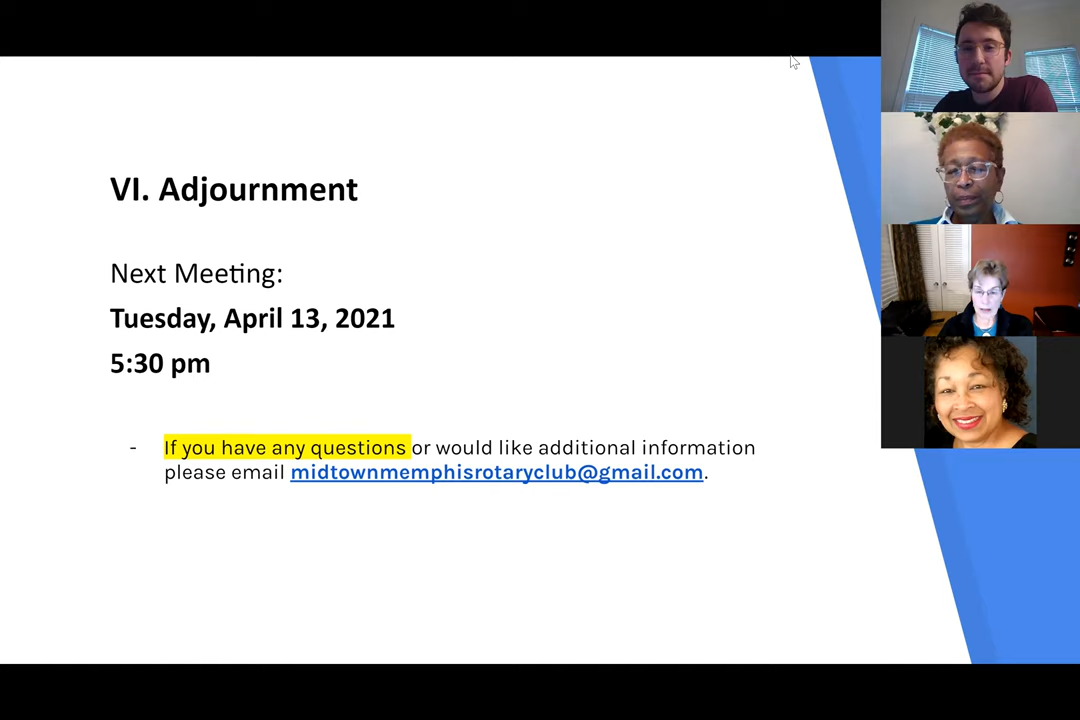 VI. Adjournment
Next Meeting:
Tuesday, April 13, 2021
5:30 pm
- If you have any questions or would like additional information
please email midtownmemphisrotaryclub@gmail.com.